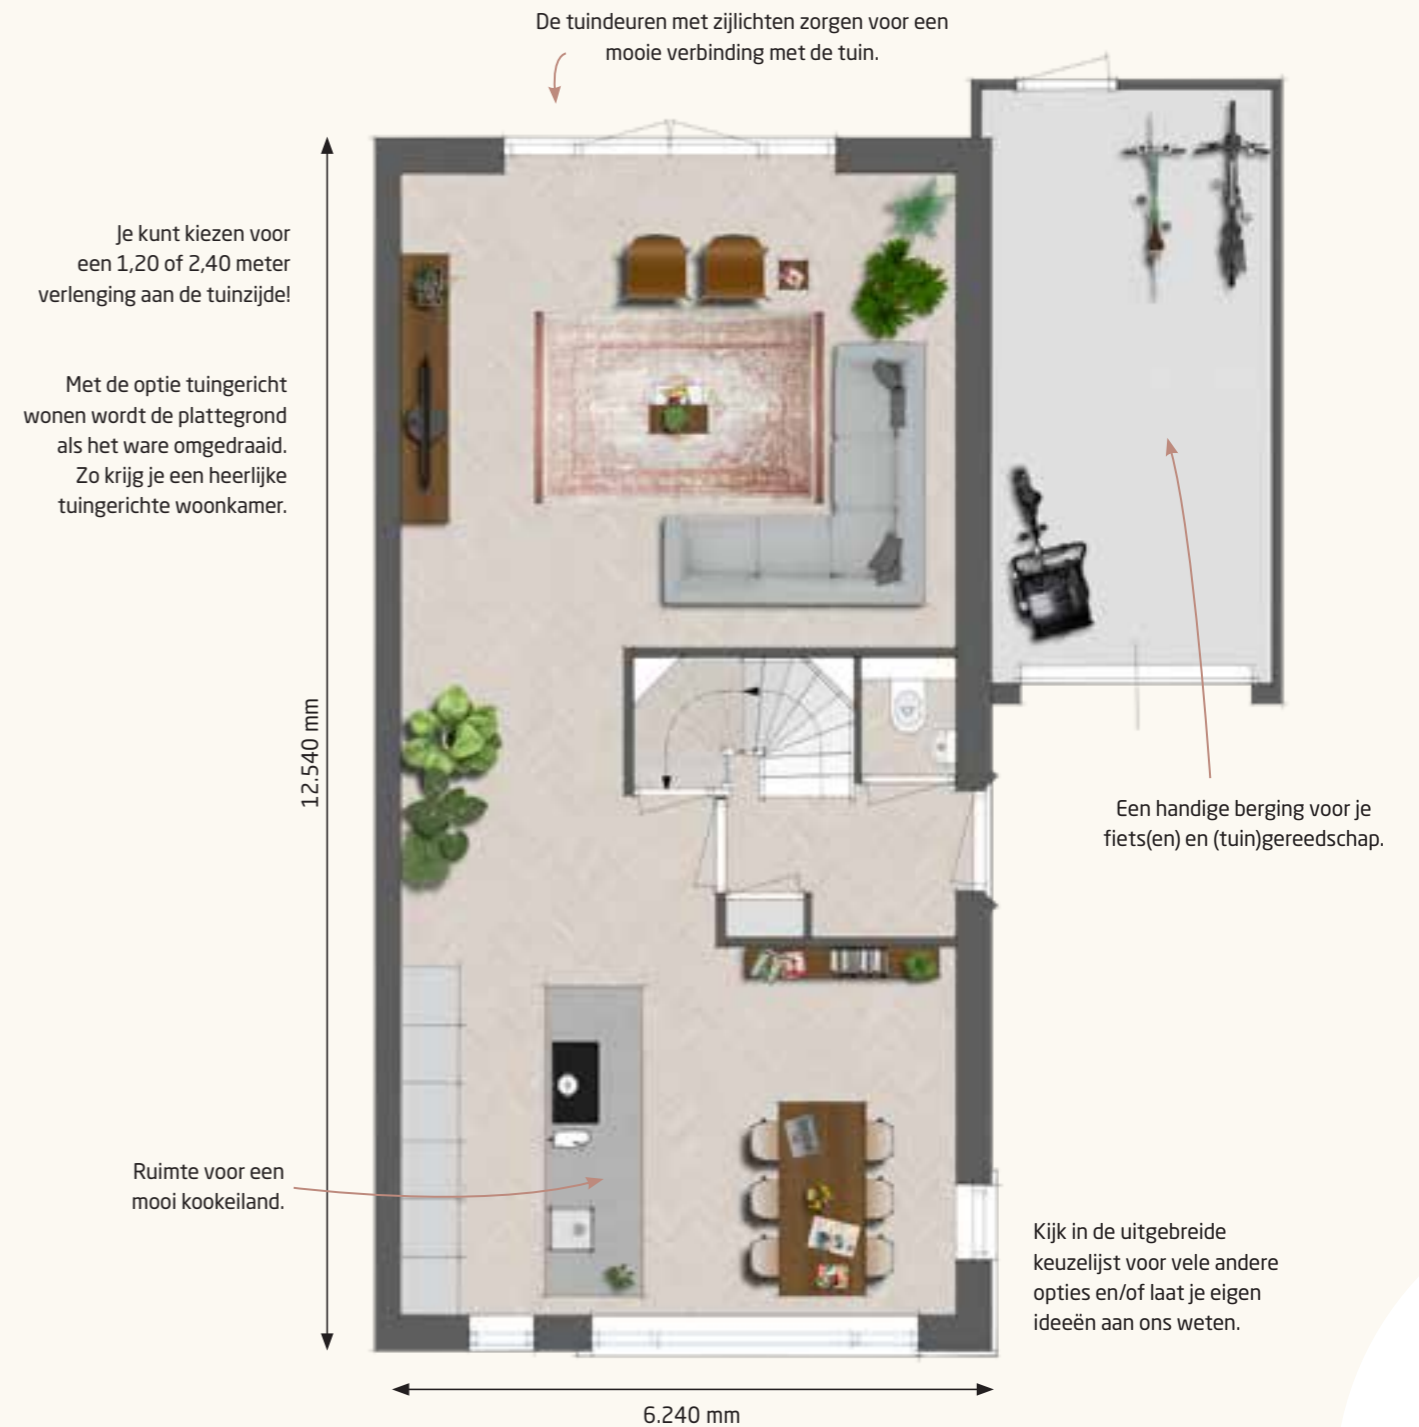 De tuindeuren met zijlichten zorgen voor een
mooie verbinding met de tuin.
Je kunt kiezen voor
een 1,20 of 2,40 meter
verlenging aan de tuinzijde!
Met de optie tuingericht
wonen wordt de plattegrond
als het ware omgedraaid.
Zo krijg je een heerlijke
tuingerichte woonkamer.
12.540 mm
Een handige berging voor je
fiets(en) en (tuin)gereedschap.
Ruimte voor een
mooi kookeiland.
Kijk in de uitgebreide
keuzelijst voor vele andere
opties en/of laat je eigen
ideeën aan ons weten.
6.240 mm